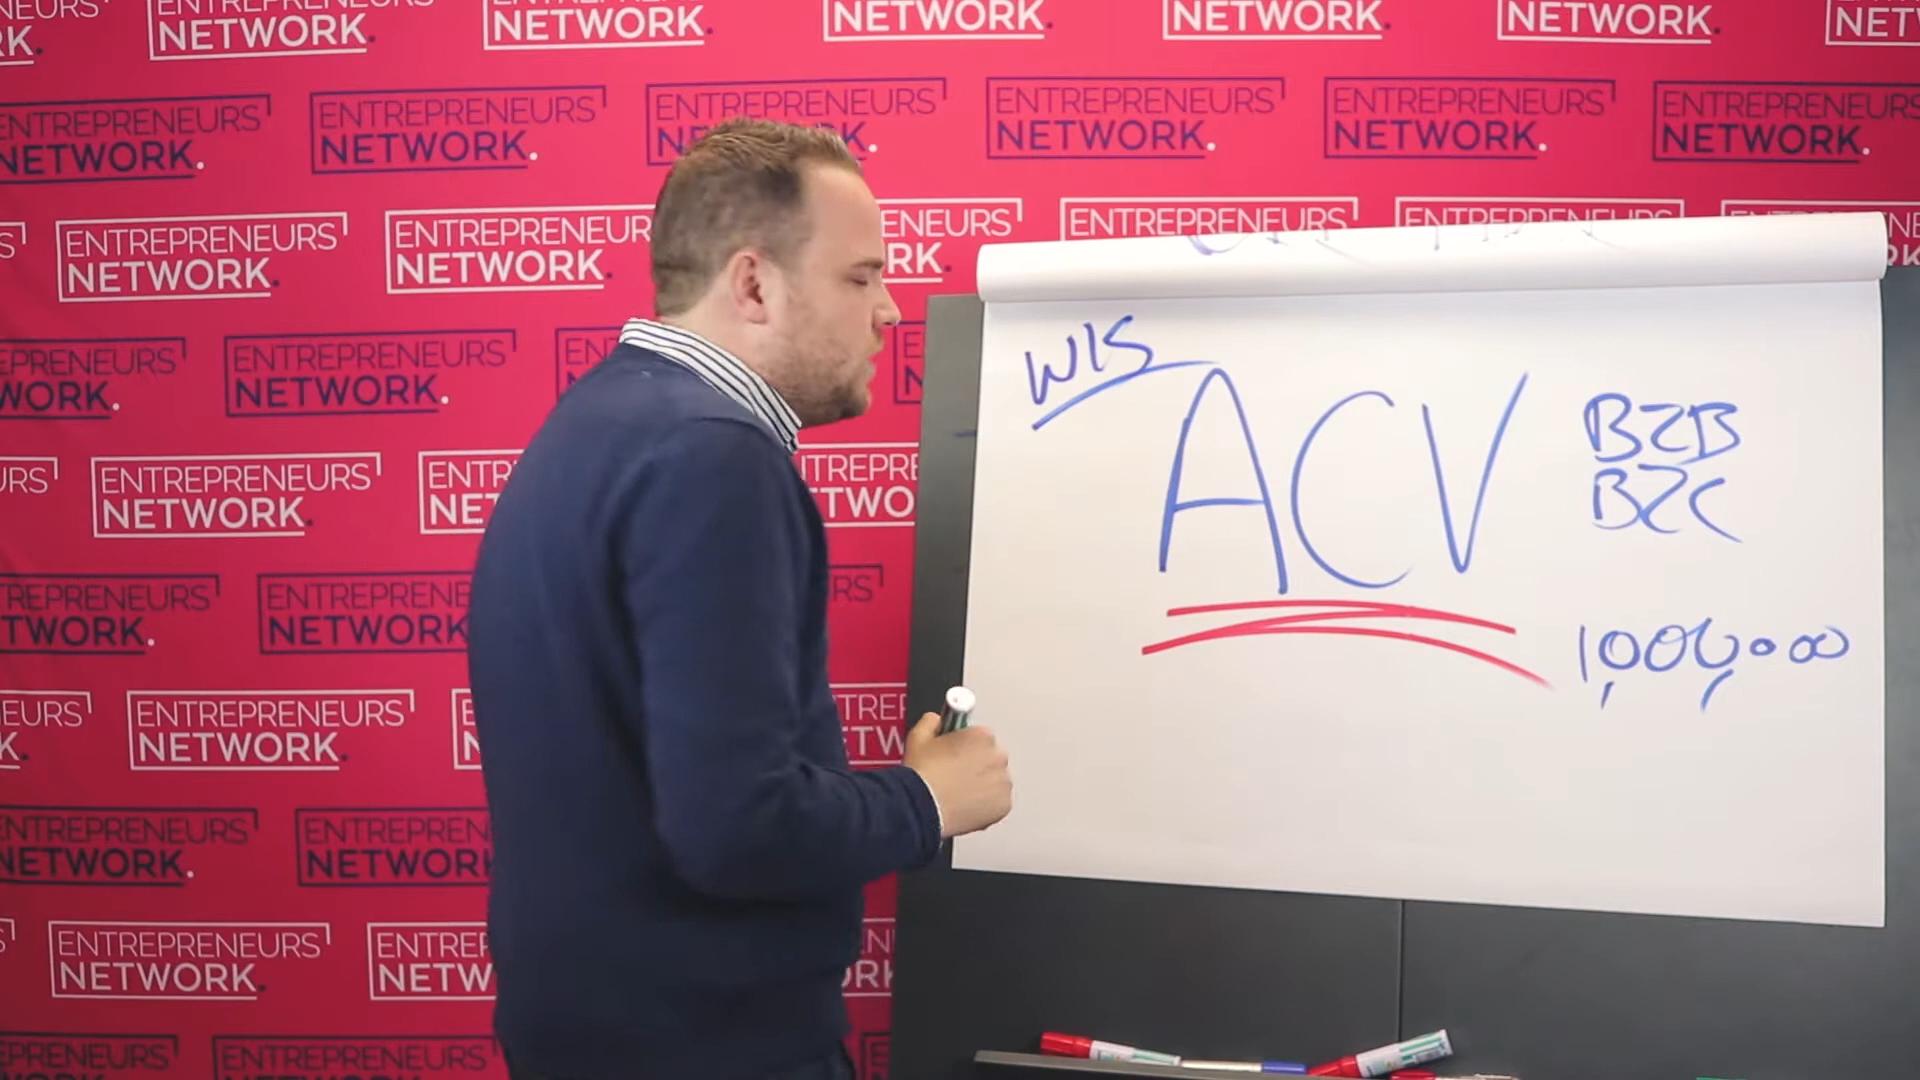 ENTREPRENEURS
NETWORK.
WIS
ACV
B2B
B2C
1,000,000